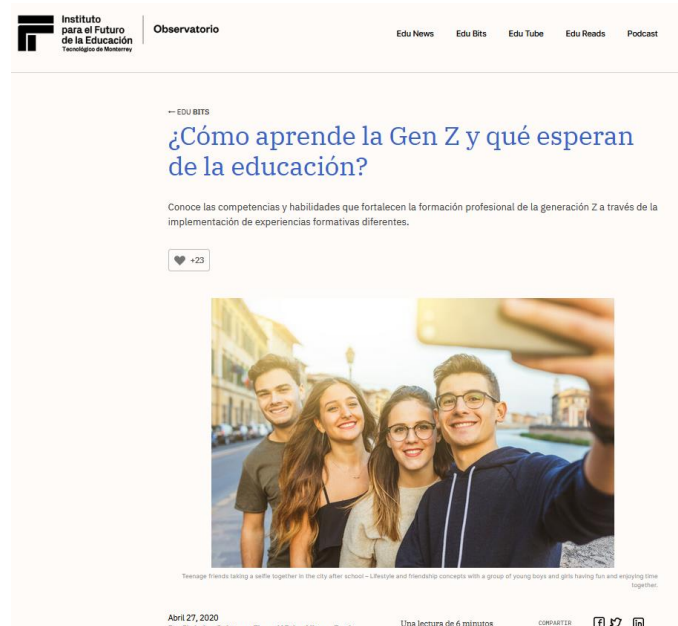 Instituto
para el Futuro
de la Educación
Tecnológico de Monterrey
Observatorio
Edu News Edu Bits Edu Tube Edu Reads Podcast
← EDU BITS
¿Cómo aprende la Gen Z y qué esperan
de la educación?
Conoce las competencias y habilidades que fortalecen la formación profesional de la generación Z a través de la
implementación de experiencias formativas diferentes.
+23
Teenage friends taking a selfie together in the city after school – Lifestyle and friendship concepts with a group of young boys and girls having fun and enjoying time
together.
Abril 27, 2020
Una lectura de 6 minutos
COMPARTIR